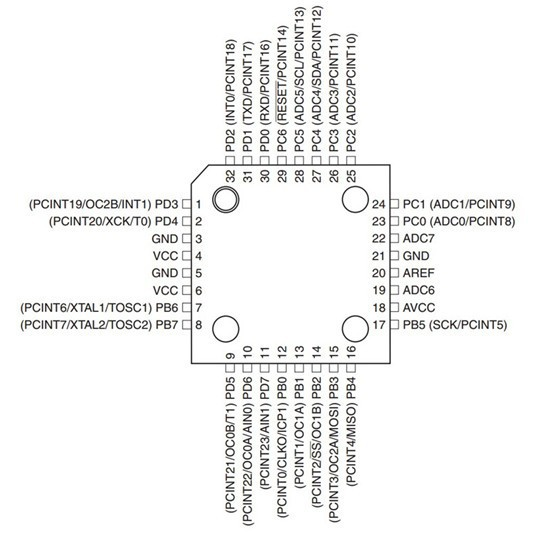 PD2 (INT0/PCINT18)
PD1 (TXD/PCINT17)
PD0 (RXD/PCINT16)
PC6 (RESET/PCINT14)
PC5 (ADC5/SCL/PCINT13)
PC4 (ADC4/SDA/PCINT12)
PC3 (ADC3/PCINT11)
PC2 (ADC2/PCINT10)
32 31 30 29 28 27 26 25
(PCINT19/OC2B/INT1) PD3 1
(PCINT20/XCK/T0) PD4 2
GND 3
VCC 4
GND 5
VCC 6
(PCINT6/XTAL1/TOSC1) PB6 7
(PCINT7/XTAL2/TOSC2) PB7 8
24 PC1 (ADC1/PCINT9)
23 PC0 (ADC0/PCINT8)
22 ADC7
21 GND
20 AREF
19 ADC6
18 AVCC
17 PB5 (SCK/PCINT5)
9 10 11 12 13 14 15 16
(PCINT21/OC0B/T1) PD5
(PCINT22/OC0A/AIN0) PD6
(PCINT23/AIN1) PD7
(PCINT0/CLKO/ICP1) PB0
(PCINT1/OC1A) PB1
(PCINT2/SS/OC1B) PB2
(PCINT3/OC2A/MOSI) PB3
(PCINT4/MISO) PB4